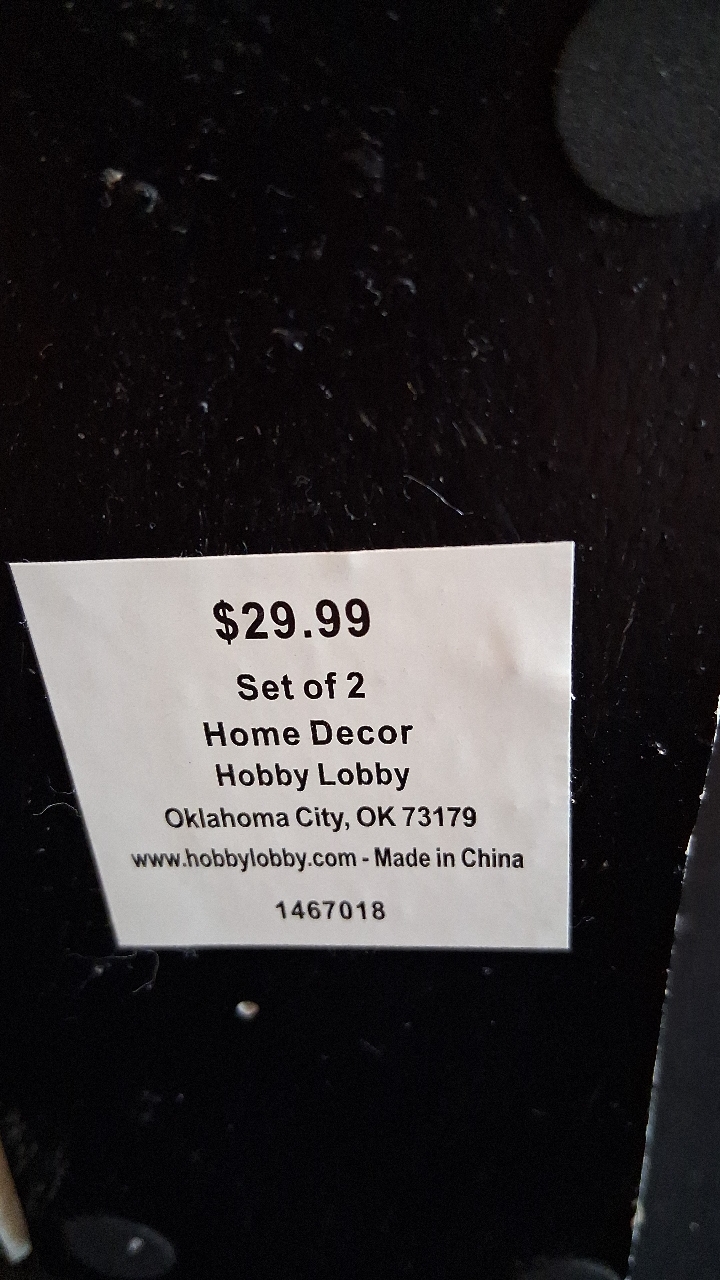 $29.99
Set of 2
Home Decor
Hobby Lobby
Oklahoma City, OK 73179
www.hobbylobby.com - Made in China
1467018